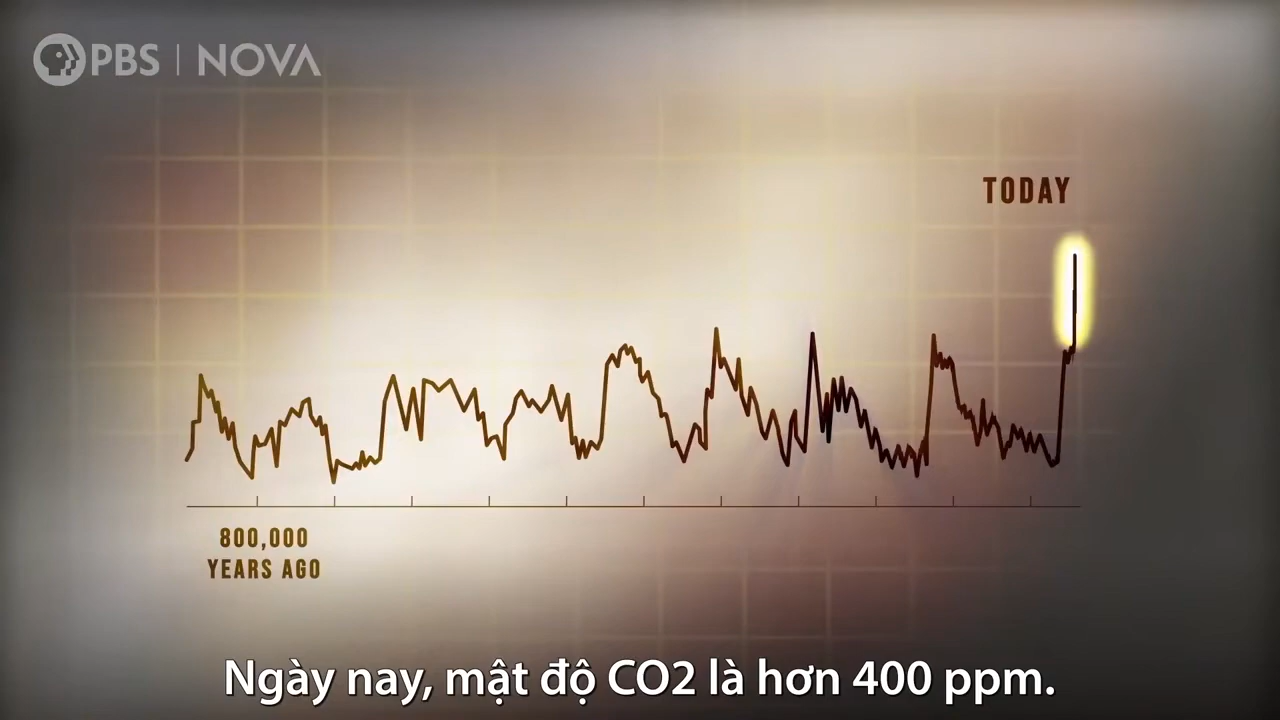 PBS | NOVA
TODAY
800,000
YEARS AGO
Ngày nay, mật độ CO2 là hơn 400 ppm.